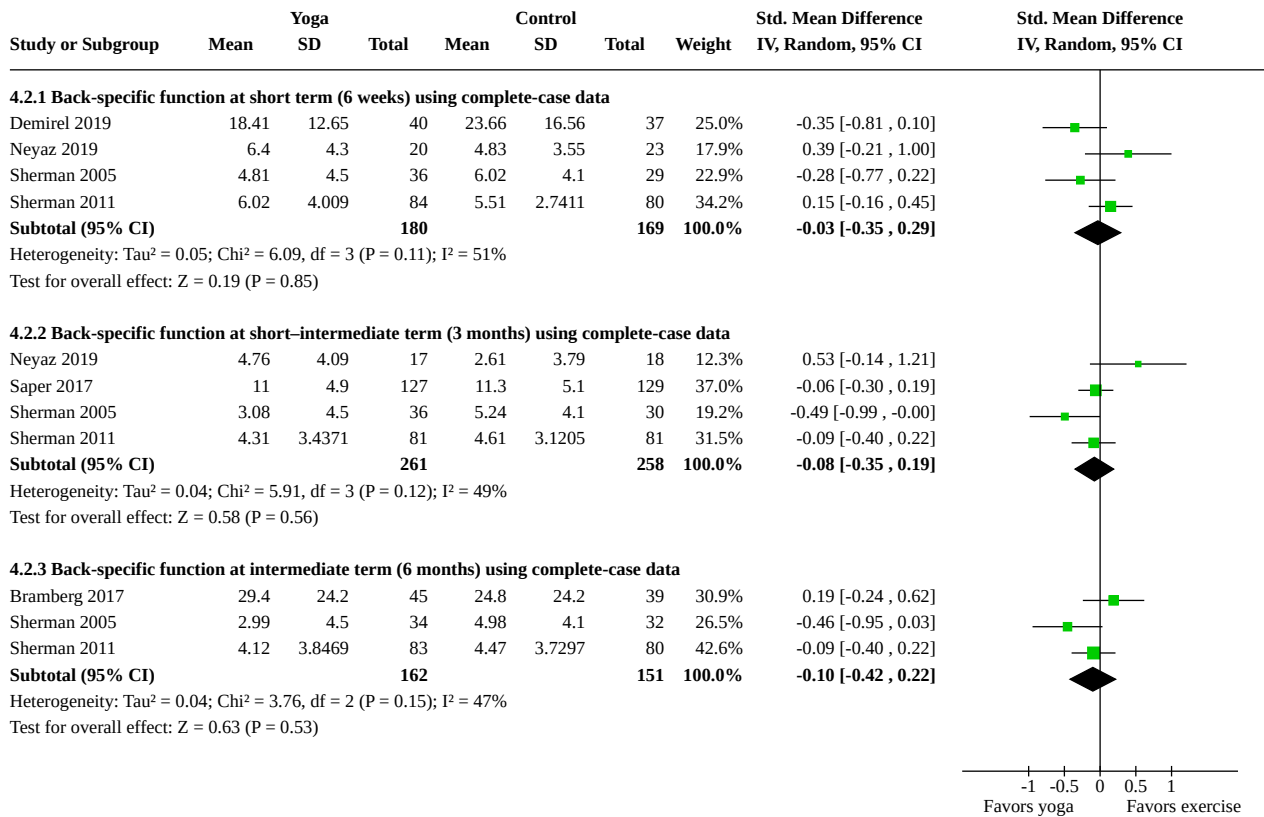 Yoga Control Std. Mean Difference Std. Mean Difference
Study or Subgroup Mean SD Total Mean SD Total Weight IV, Random, 95% CI IV, Random, 95% CI
4.2.1 Back-specific function at short term (6 weeks) using complete-case data
Demirel 2019 18.41 12.65 40 23.66 16.56 37 25.0% -0.35 [-0.81 , 0.10]
Neyaz 2019 6.4 4.3 20 4.83 3.55 23 17.9% 0.39 [-0.21 , 1.00]
Sherman 2005 4.81 4.5 36 6.02 4.1 29 22.9% -0.28 [-0.77 , 0.22]
Sherman 2011 6.02 4.009 84 5.51 2.7411 80 34.2% 0.15 [-0.16 , 0.45]
Subtotal (95% CI) 180 169 100.0% -0.03 [-0.35 , 0.29]
Heterogeneity: Tau² = 0.05; Chi² = 6.09, df = 3 (P = 0.11); I² = 51%
Test for overall effect: Z = 0.19 (P = 0.85)
4.2.2 Back-specific function at short–intermediate term (3 months) using complete-case data
Neyaz 2019 4.76 4.09 17 2.61 3.79 18 12.3% 0.53 [-0.14 , 1.21]
Saper 2017 11 4.9 127 11.3 5.1 129 37.0% -0.06 [-0.30 , 0.19]
Sherman 2005 3.08 4.5 36 5.24 4.1 30 19.2% -0.49 [-0.99 , -0.00]
Sherman 2011 4.31 3.4371 81 4.61 3.1205 81 31.5% -0.09 [-0.40 , 0.22]
Subtotal (95% CI) 261 258 100.0% -0.08 [-0.35 , 0.19]
Heterogeneity: Tau² = 0.04; Chi² = 5.91, df = 3 (P = 0.12); I² = 49%
Test for overall effect: Z = 0.58 (P = 0.56)
4.2.3 Back-specific function at intermediate term (6 months) using complete-case data
Bramberg 2017 29.4 24.2 45 24.8 24.2 39 30.9% 0.19 [-0.24 , 0.62]
Sherman 2005 2.99 4.5 34 4.98 4.1 32 26.5% -0.46 [-0.95 , 0.03]
Sherman 2011 4.12 3.8469 83 4.47 3.7297 80 42.6% -0.09 [-0.40 , 0.22]
Subtotal (95% CI) 162 151 100.0% -0.10 [-0.42 , 0.22]
Heterogeneity: Tau² = 0.04; Chi² = 3.76, df = 2 (P = 0.15); I² = 47%
Test for overall effect: Z = 0.63 (P = 0.53)
-1 -0.5 0 0.5 1
Favors yoga Favors exercise